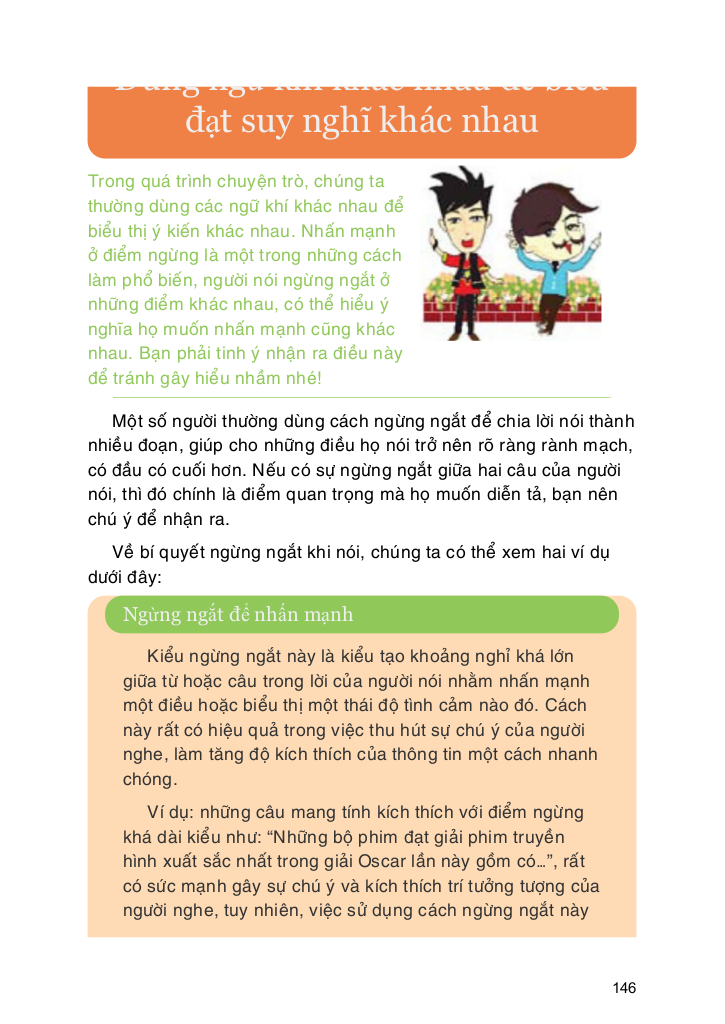 Dùng ngữ khí khác nhau để biểu
đạt suy nghĩ khác nhau
Trong quá trình chuyện trò, chúng ta
thường dùng các ngữ khí khác nhau để
biểu thị ý kiến khác nhau. Nhấn mạnh
ở điểm ngừng là một trong những cách
làm phổ biến, người nói ngừng ngắt ở
những điểm khác nhau, có thể hiểu ý
nghĩa họ muốn nhấn mạnh cũng khác
nhau. Bạn phải tinh ý nhận ra điều này
để tránh gây hiểu nhầm nhé!
Một số người thường dùng cách ngừng ngắt để chia lời nói thành
nhiều đoạn, giúp cho những điều họ nói trở nên rõ ràng rành mạch,
có đầu có cuối hơn. Nếu có sự ngừng ngắt giữa hai câu của người
nói, thì đó chính là điểm quan trọng mà họ muốn diễn tả, bạn nên
chú ý để nhận ra.
Về bí quyết ngừng ngắt khi nói, chúng ta có thể xem hai ví dụ
dưới đây:
Ngừng ngắt để nhấn mạnh
Kiểu ngừng ngắt này là kiểu tạo khoảng nghỉ khá lớn
giữa từ hoặc câu trong lời của người nói nhằm nhấn mạnh
một điều hoặc biểu thị một thái độ tình cảm nào đó. Cách
này rất có hiệu quả trong việc thu hút sự chú ý của người
nghe, làm tăng độ kích thích của thông tin một cách nhanh
chóng.
Ví dụ: những câu mang tính kích thích với điểm ngừng
khá dài kiểu như: “Những bộ phim đạt giải phim truyền
hình xuất sắc nhất trong giải Oscar lần này gồm có…”, rất
có sức mạnh gây sự chú ý và kích thích trí tưởng tượng của
người nghe, tuy nhiên, việc sử dụng cách ngừng ngắt này
146